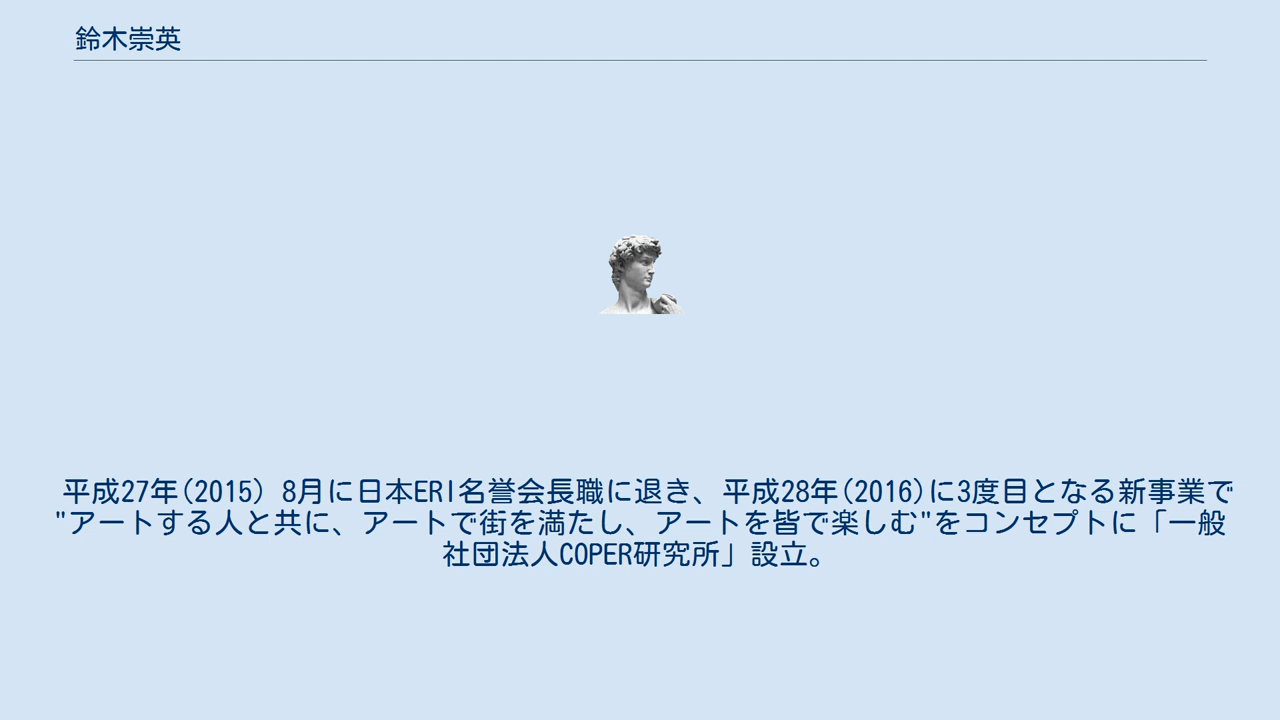 鈴木崇英
平成27年(2015) 8月に日本ERI名誉会長職に退き、平成28年(2016)に3度目となる新事業で
"アートする人と共に、アートで街を満たし、アートを皆で楽しむ"をコンセプトに「一般
社団法人COPER研究所」設立。